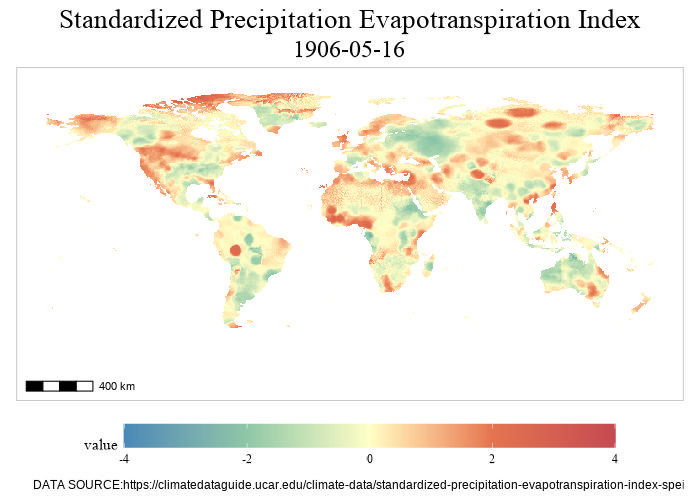 Standardized Precipitation Evapotranspiration Index
1906-05-16
400 km
value
-4 -2 0 2 4
DATA SOURCE:https://climatedataguide.ucar.edu/climate-data/standardized-precipitation-evapotranspiration-index-spei